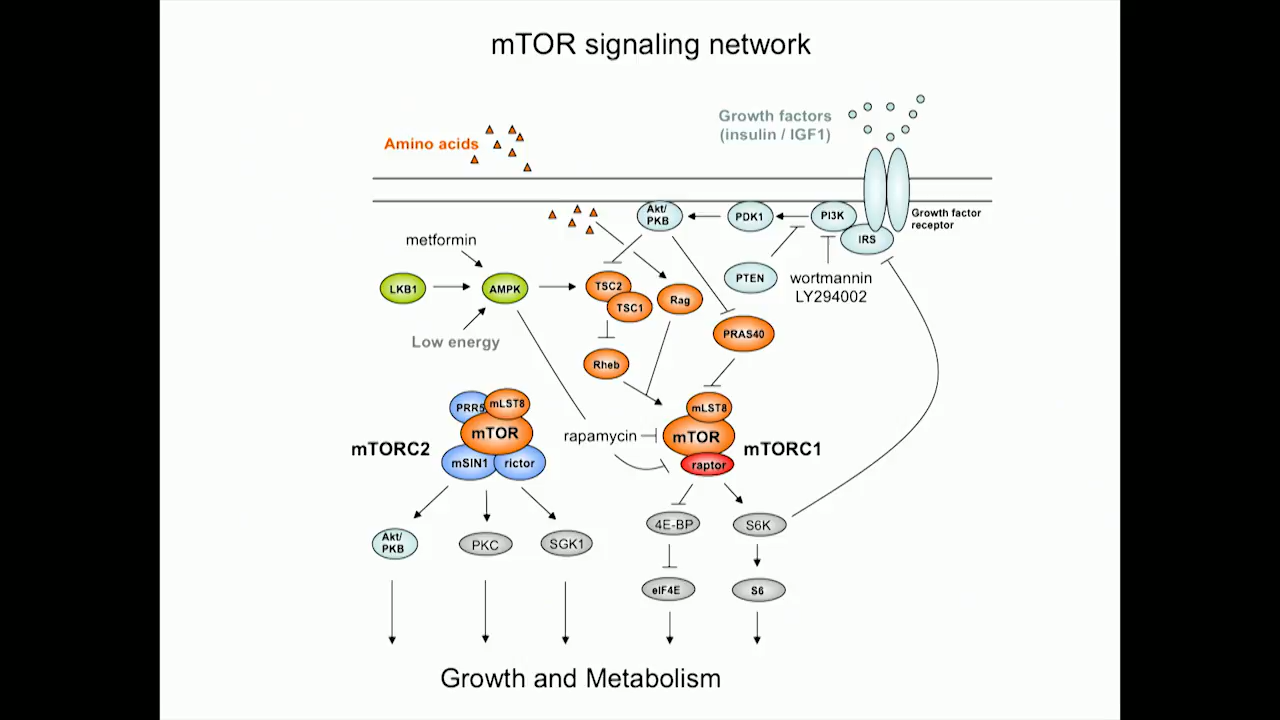 mTOR signaling network
Growth factors
(insulin / IGF1)
Amino acids
Akt/
PKB
PDK1
PI3K
Growth factor
receptor
IRS
metformin
LKB1
AMPK
TSC2
TSC1
Rag
PTEN
wortmannin
LY294002
Low energy
PRAS40
Rheb
PRR5
mLST8
mTOR
mTORC2
mSIN1
rictor
rapamycin
mLST8
mTOR
mTORC1
raptor
Akt/
PKB
PKC
SGK1
4E-BP
S6K
eIF4E
S6
Growth and Metabolism